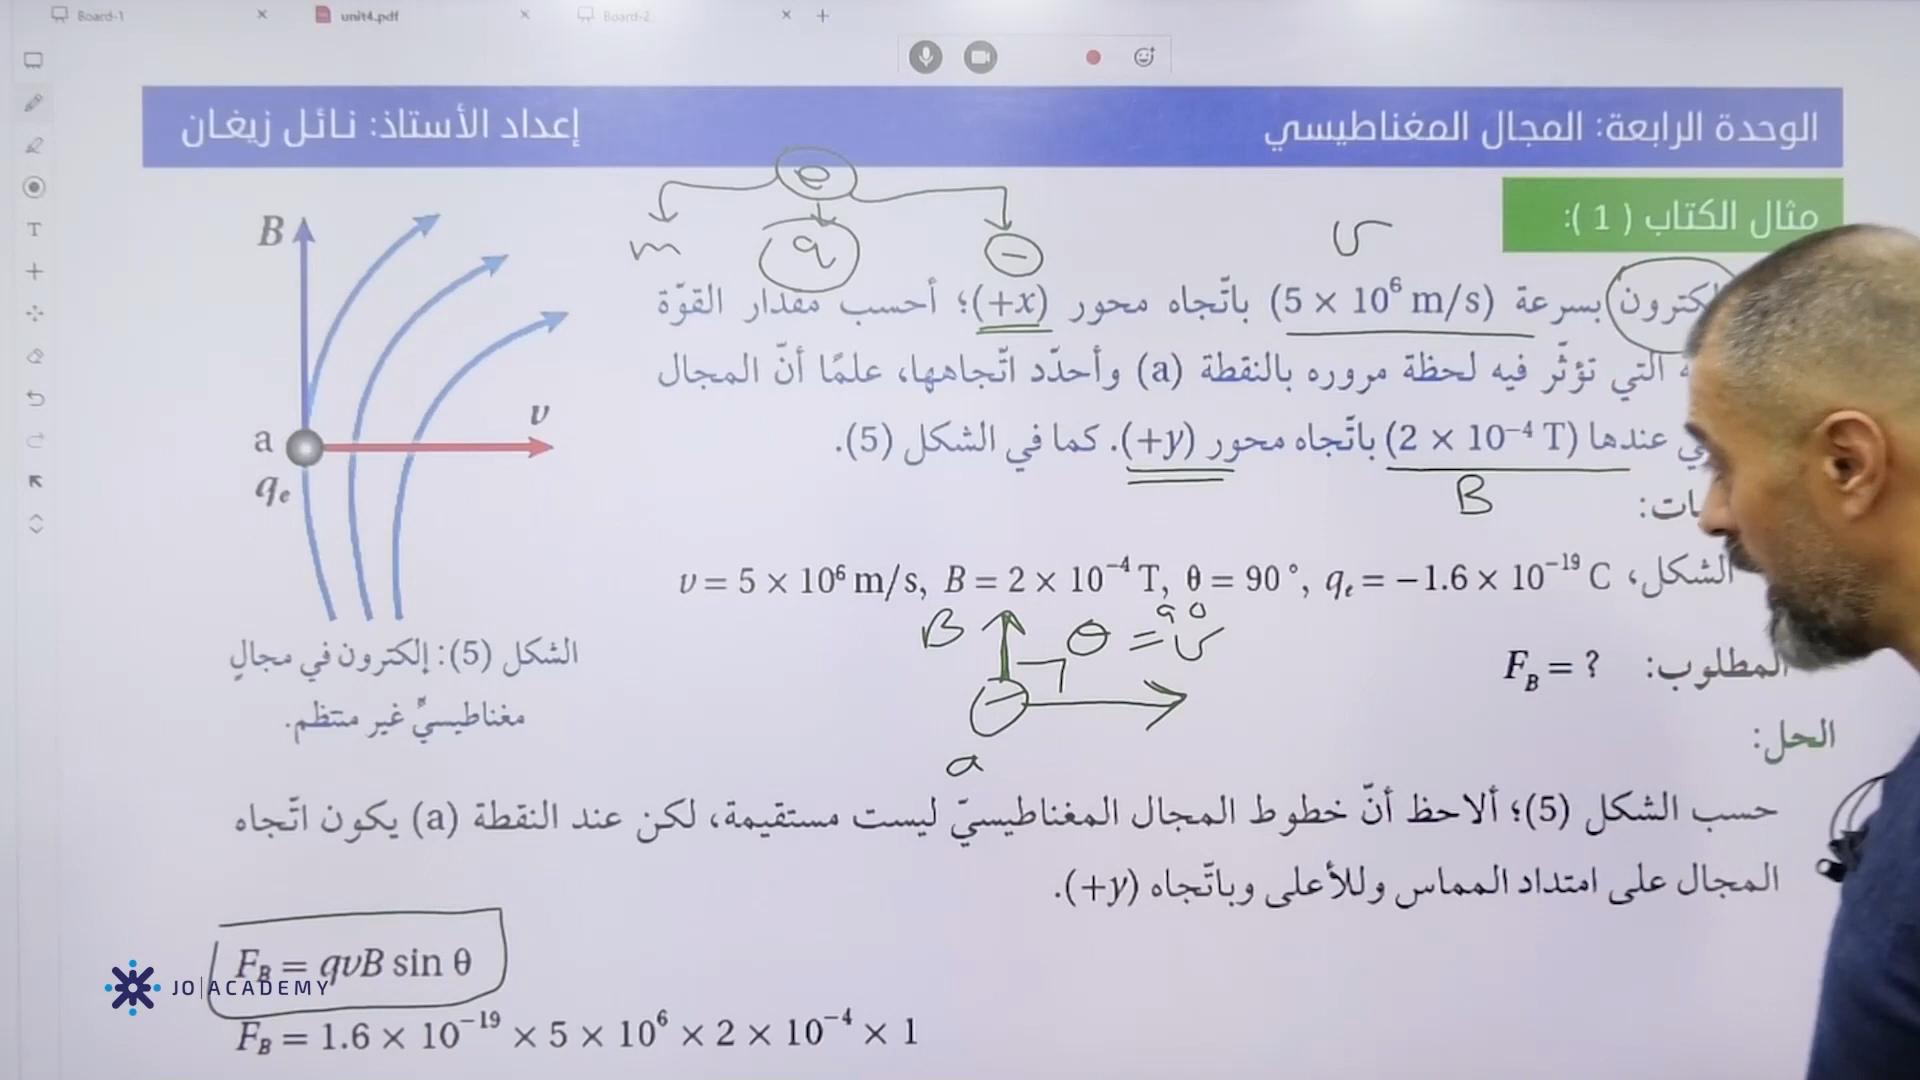 Board-1
unit4.pdf
Board-2
الوحدة الرابعة: المجال المغناطيسي
إعداد الأستاذ: نائل زيغان
مثال الكتاب ( 1 ):
e
m q −
v
بسرعة (5 × 10⁶ m/s) باتّجاه محور (+x)؛ أحسب مقدار القوّة
التي تؤثّر فيه لحظة مروره بالنقطة (a) وأحدّد اتّجاهها، علمًا أنّ المجال
عندها (2 × 10⁻⁴ T) باتّجاه محور (+y). كما في الشكل (5).
B
B
v
a
qₑ
الشكل، v = 5 × 10⁶ m/s, B = 2 × 10⁻⁴ T, θ = 90°, qₑ = −1.6 × 10⁻¹⁹ C
B θ = 90
v
a
المطلوب: F_B = ?
الشكل (5): إلكترون في مجالٍ
مغناطيسيٍّ غير منتظم.
الحل:
حسب الشكل (5)؛ ألاحظ أنّ خطوط المجال المغناطيسيّ ليست مستقيمة، لكن عند النقطة (a) يكون اتّجاه
المجال على امتداد المماس وللأعلى وباتّجاه (+y).
F_B = qvB sin θ
JO|ACADEMY
F_B = 1.6 × 10⁻¹⁹ × 5 × 10⁶ × 2 × 10⁻⁴ × 1